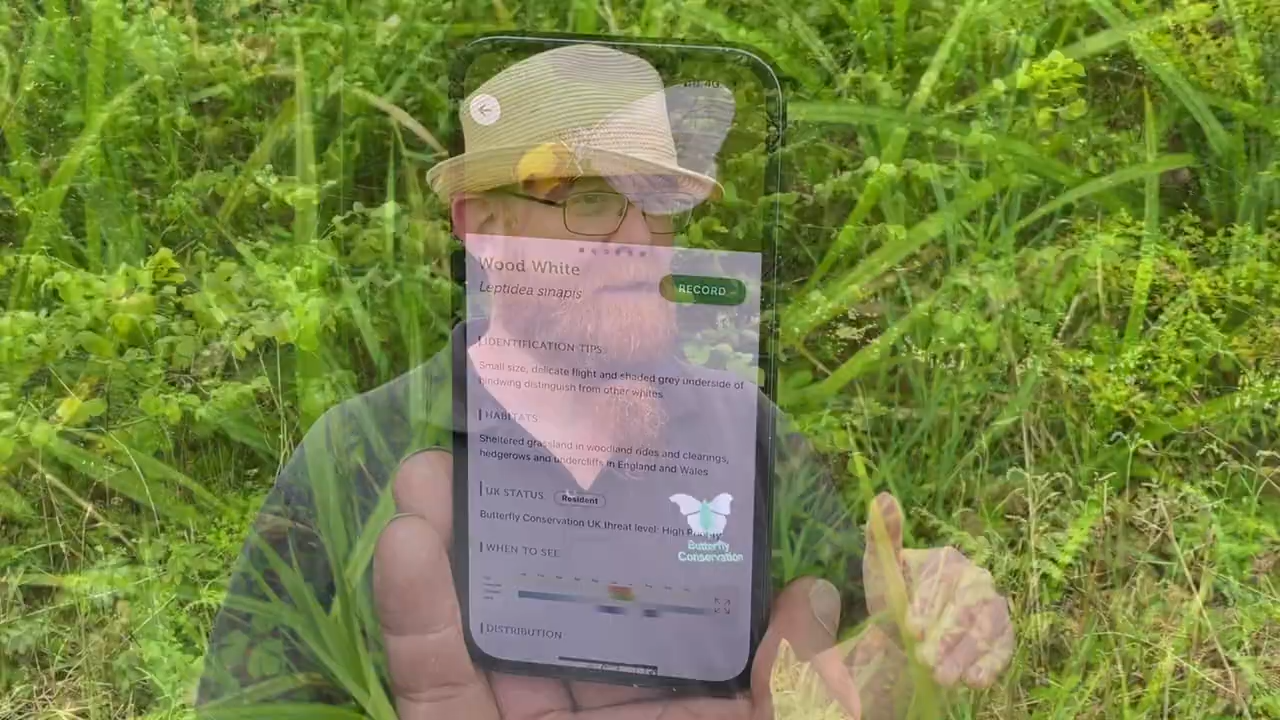 Wood White
Leptidea sinapis
RECORD
IDENTIFICATION TIPS
Small size, delicate flight and shaded grey underside of
hindwing distinguish from other whites
HABITATS
Sheltered grassland in woodland rides and clearings,
hedgerows and undercliffs in England and Wales
UK STATUS Resident
Butterfly Conservation UK threat level: High Priority
Butterfly
Conservation
WHEN TO SEE
DISTRIBUTION